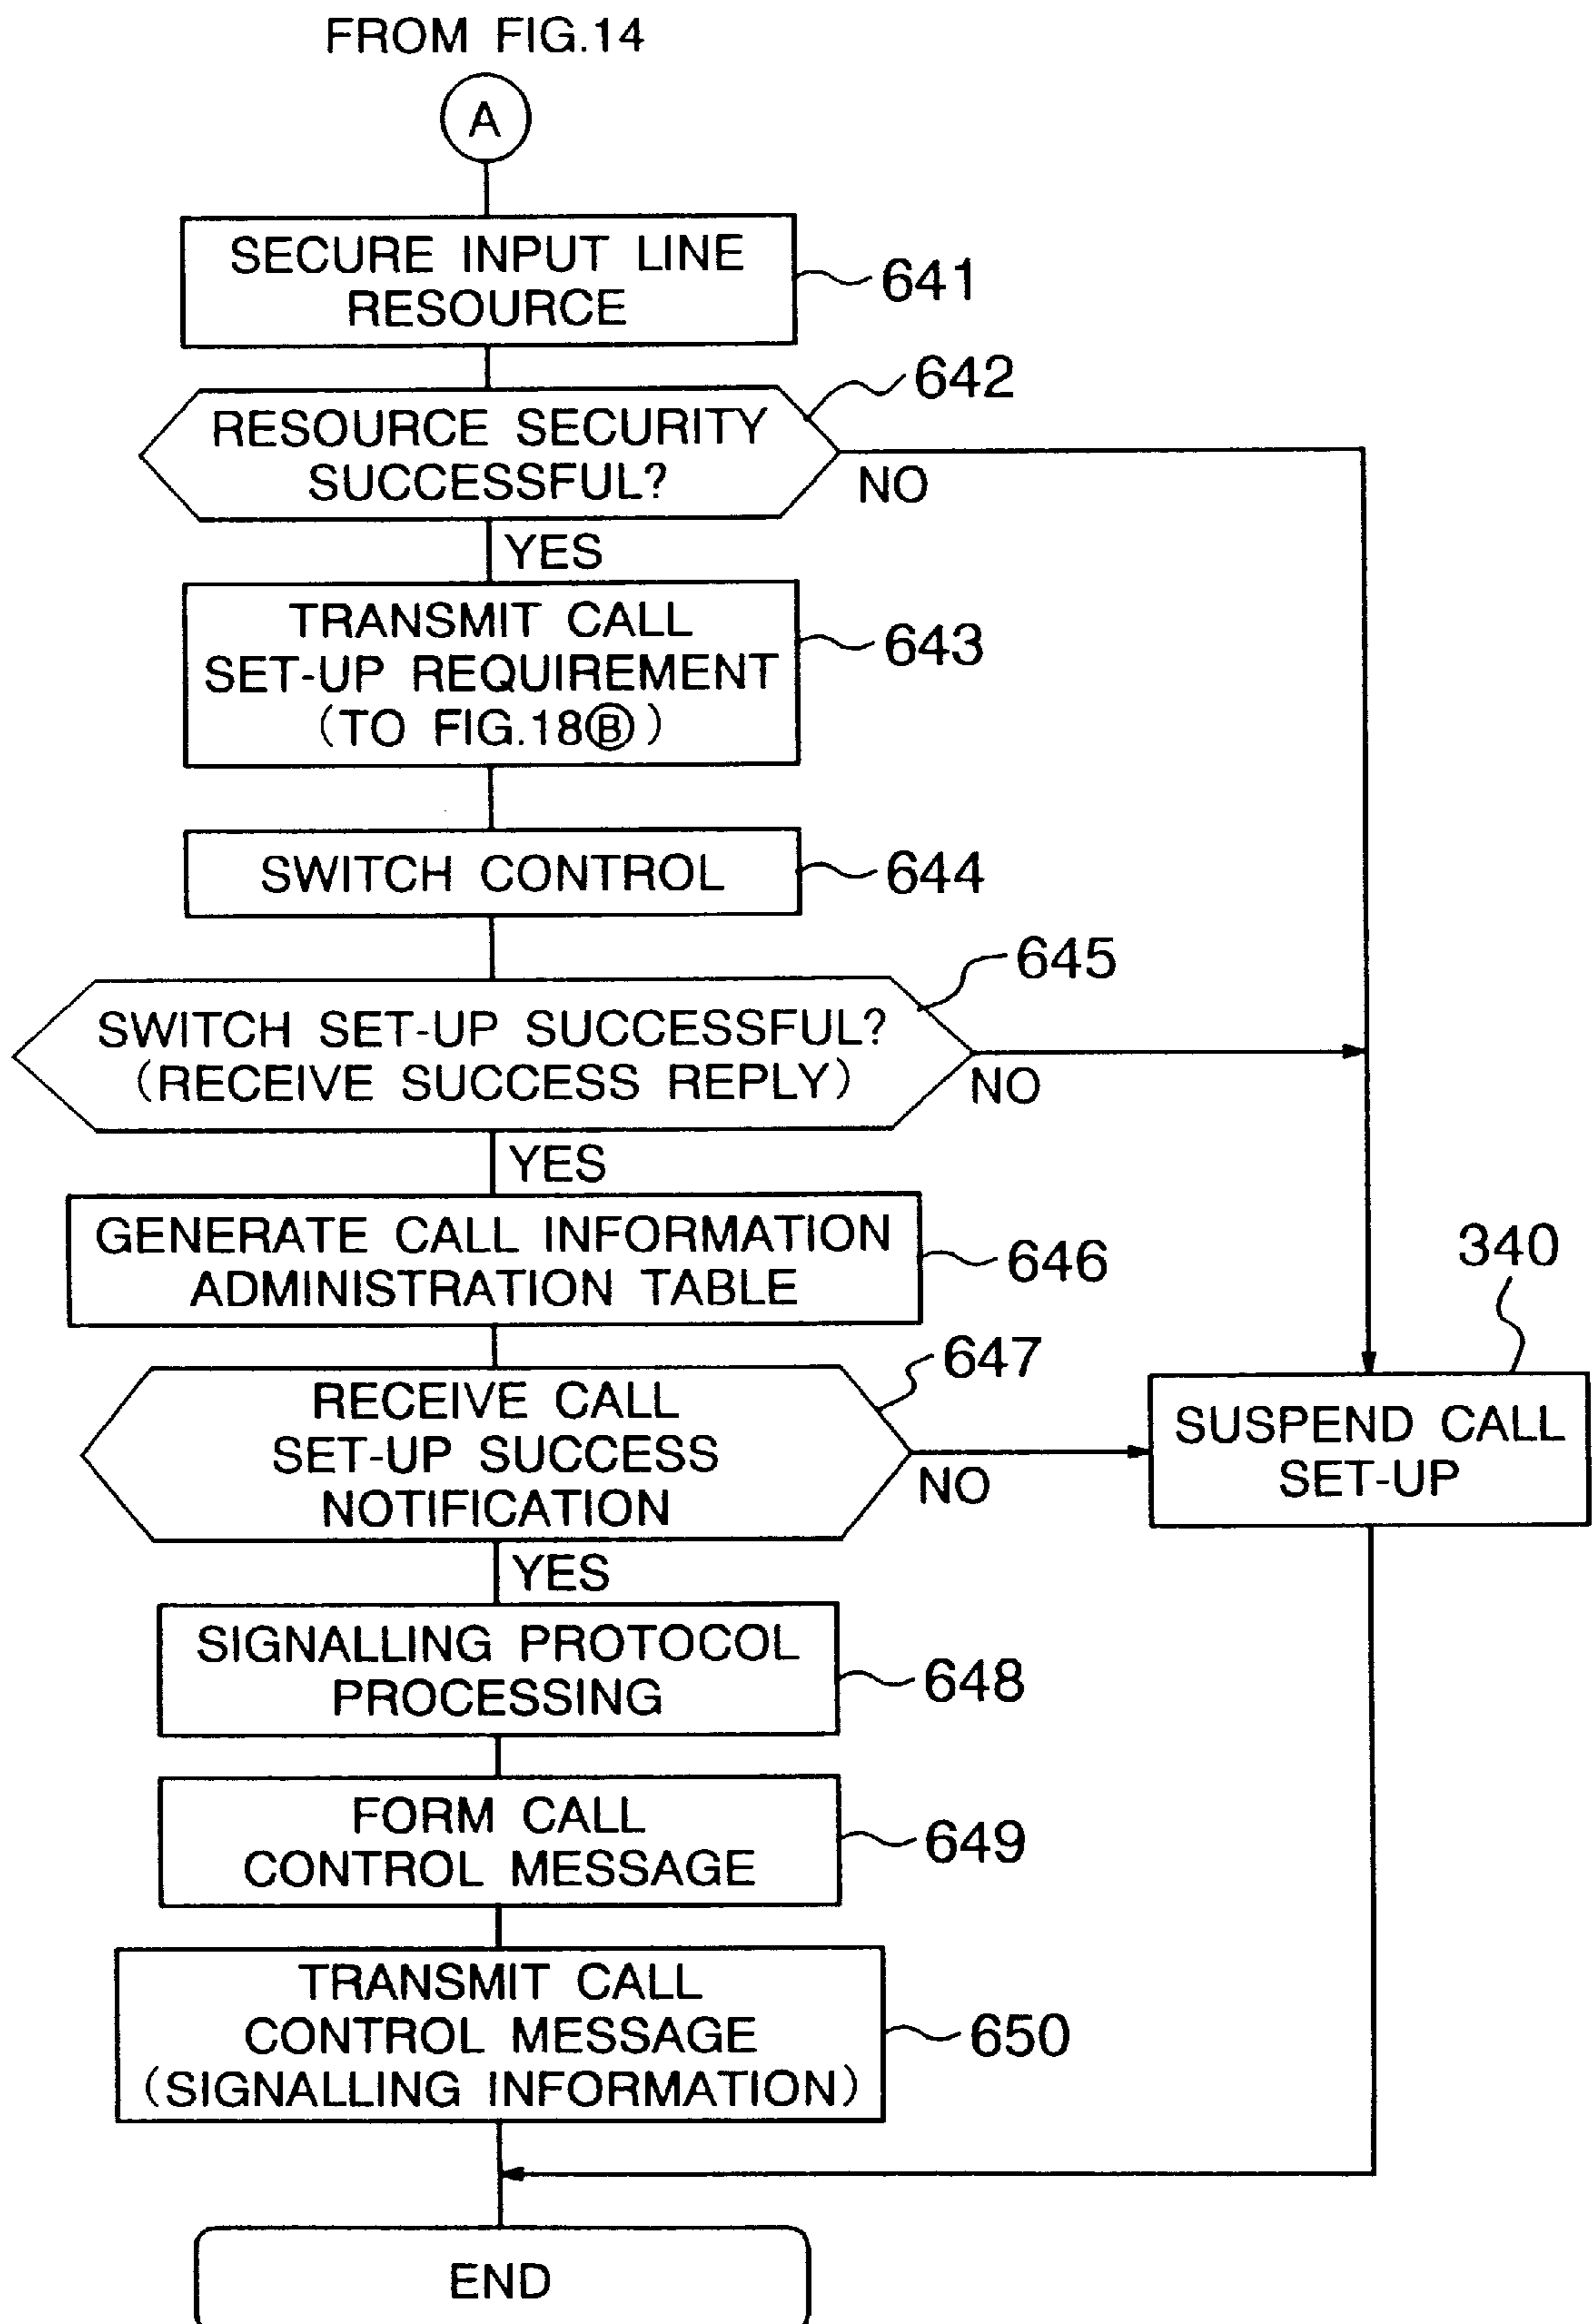 FROM FIG.14
A
SECURE INPUT LINE
RESOURCE
641
642
RESOURCE SECURITY
SUCCESSFUL?
NO
YES
TRANSMIT CALL
SET-UP REQUIREMENT
(TO FIG.18Ⓑ)
643
SWITCH CONTROL
644
645
SWITCH SET-UP SUCCESSFUL?
(RECEIVE SUCCESS REPLY)
NO
YES
GENERATE CALL INFORMATION
ADMINISTRATION TABLE
646
340
647
RECEIVE CALL
SET-UP SUCCESS
NOTIFICATION
NO
SUSPEND CALL
SET-UP
YES
SIGNALLING PROTOCOL
PROCESSING
648
FORM CALL
CONTROL MESSAGE
649
TRANSMIT CALL
CONTROL MESSAGE
(SIGNALLING INFORMATION)
650
END